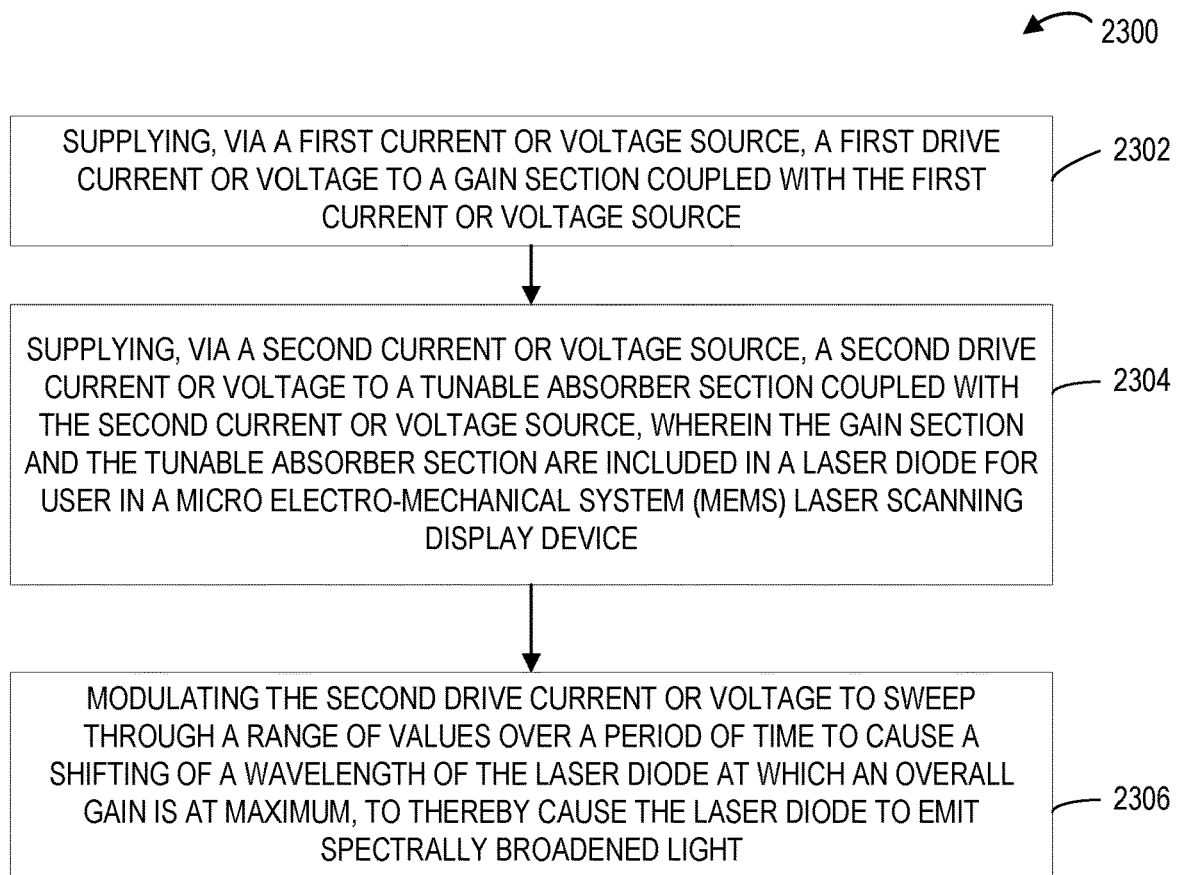 2300
SUPPLYING, VIA A FIRST CURRENT OR VOLTAGE SOURCE, A FIRST DRIVE
CURRENT OR VOLTAGE TO A GAIN SECTION COUPLED WITH THE FIRST
CURRENT OR VOLTAGE SOURCE
2302
SUPPLYING, VIA A SECOND CURRENT OR VOLTAGE SOURCE, A SECOND DRIVE
CURRENT OR VOLTAGE TO A TUNABLE ABSORBER SECTION COUPLED WITH
THE SECOND CURRENT OR VOLTAGE SOURCE, WHEREIN THE GAIN SECTION
AND THE TUNABLE ABSORBER SECTION ARE INCLUDED IN A LASER DIODE FOR
USER IN A MICRO ELECTRO-MECHANICAL SYSTEM (MEMS) LASER SCANNING
DISPLAY DEVICE
2304
MODULATING THE SECOND DRIVE CURRENT OR VOLTAGE TO SWEEP
THROUGH A RANGE OF VALUES OVER A PERIOD OF TIME TO CAUSE A
SHIFTING OF A WAVELENGTH OF THE LASER DIODE AT WHICH AN OVERALL
GAIN IS AT MAXIMUM, TO THEREBY CAUSE THE LASER DIODE TO EMIT
SPECTRALLY BROADENED LIGHT
2306